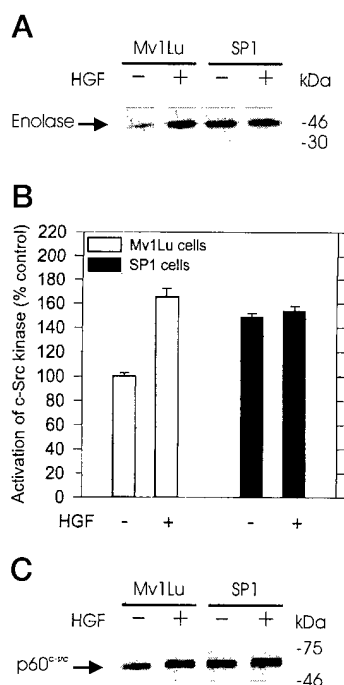 A
Mv1Lu SP1
HGF − + − + kDa
Enolase -46
-30
B
Activation of c-Src kinase (% control)
220
200
180
160
140
120
100
80
60
40
20
0
Mv1Lu cells
SP1 cells
HGF - + - +
C
Mv1Lu SP1
HGF − + − + kDa
-75
p60c-src
-46